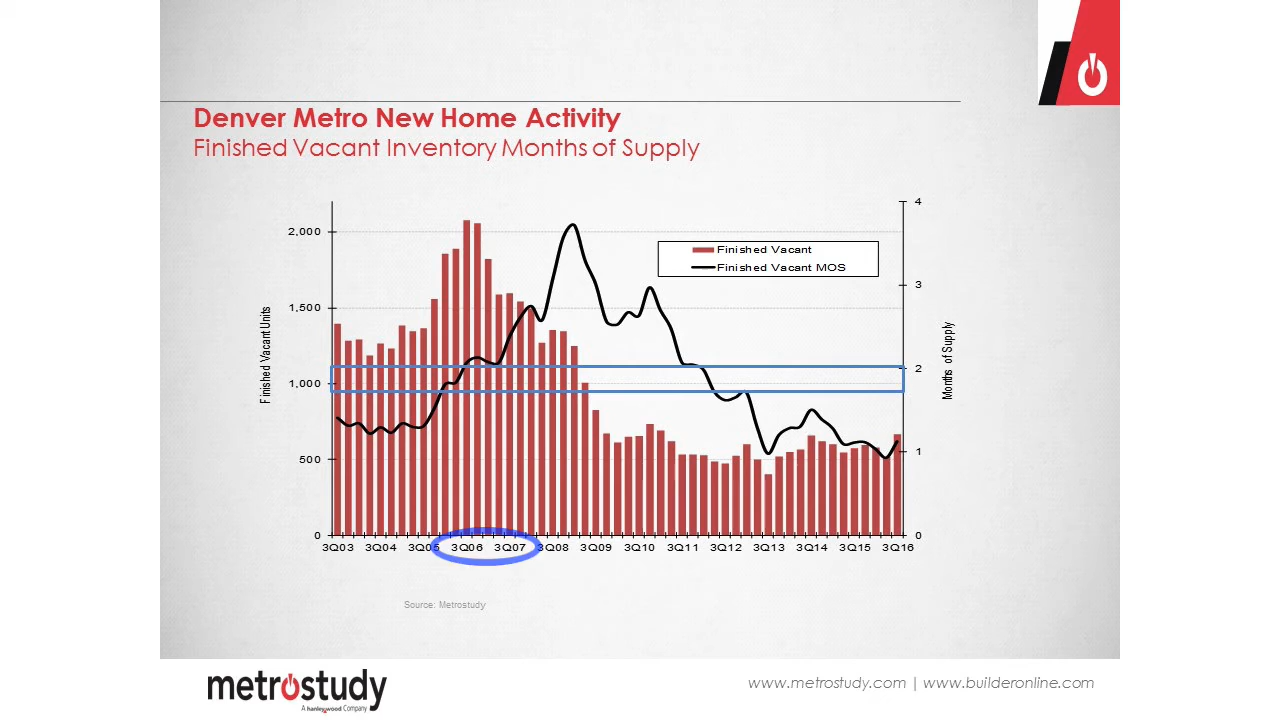 Denver Metro New Home Activity
Finished Vacant Inventory Months of Supply
4
2,000
Finished Vacant
Finished Vacant MOS
3
1,500
Finished Vacant Units
Months of Supply
2
1,000
500
1
0
0
3Q03 3Q04 3Q05 3Q06 3Q07 3Q08 3Q09 3Q10 3Q11 3Q12 3Q13 3Q14 3Q15 3Q16
Source: Metrostudy
metrostudy
A hanleywood Company
www.metrostudy.com | www.builderonline.com